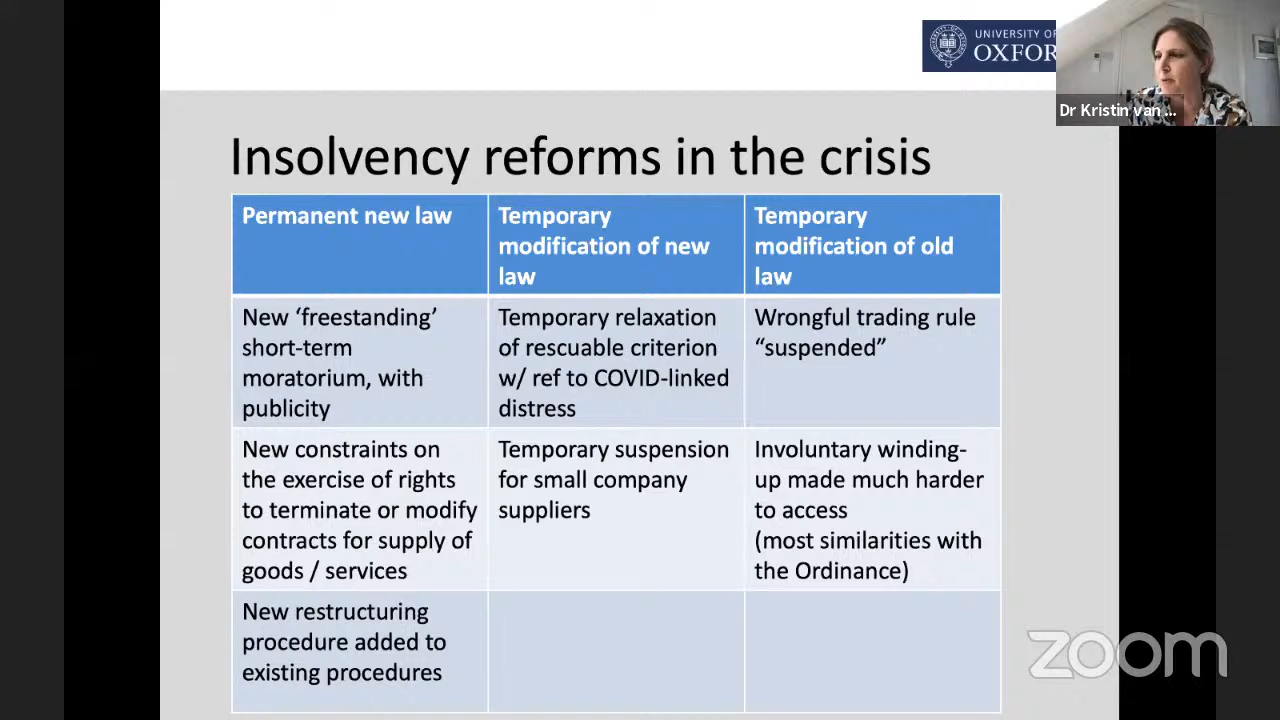 UNIVERSITY OF
OXFOR
Dr Kristin van ...
Insolvency reforms in the crisis
Permanent new law
Temporary
modification of new
law
Temporary
modification of old
law
New ‘freestanding’
short-term
moratorium, with
publicity
Temporary relaxation
of rescuable criterion
w/ ref to COVID-linked
distress
Wrongful trading rule
“suspended”
New constraints on
the exercise of rights
to terminate or modify
contracts for supply of
goods / services
Temporary suspension
for small company
suppliers
Involuntary winding-
up made much harder
to access
(most similarities with
the Ordinance)
New restructuring
procedure added to
existing procedures
zoom